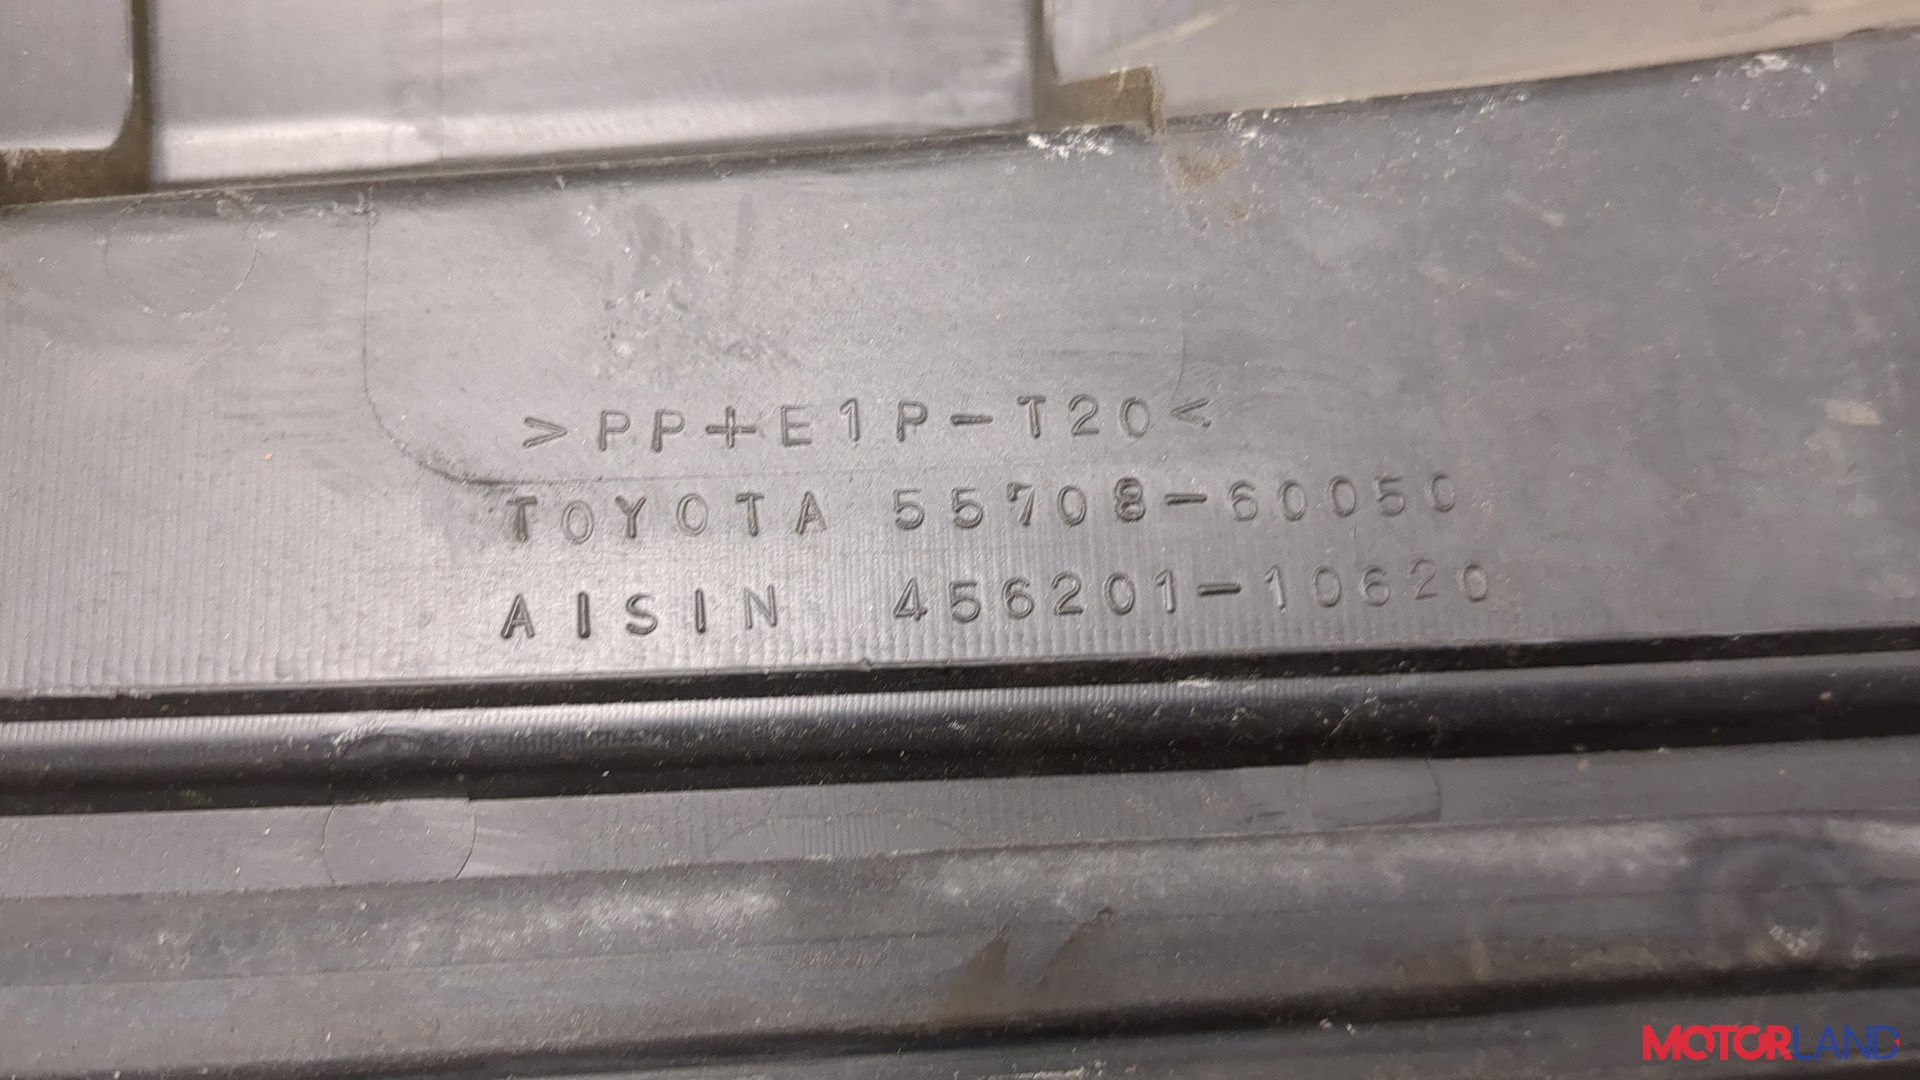 >PP+E1P-T20<
TOYOTA 55708-60050
AISIN 456201-10620
MOTORLAND